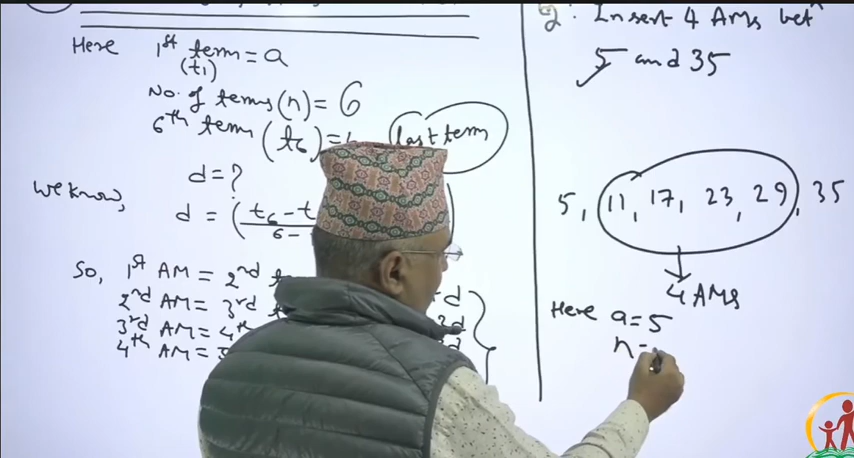 Here 1st term = a
(t1)
No. of terms (n) = 6
6th term (t6) = last term
d = ?
We know,
d = (t6 - t
6 -
So, 1st AM = 2nd
2nd AM = 3rd
3rd AM = 4th
4th AM =
d
Q: Insert 4 AMs betn
5 and 35
5, 11, 17, 23, 29, 35
4 AMs
Here a = 5
n =